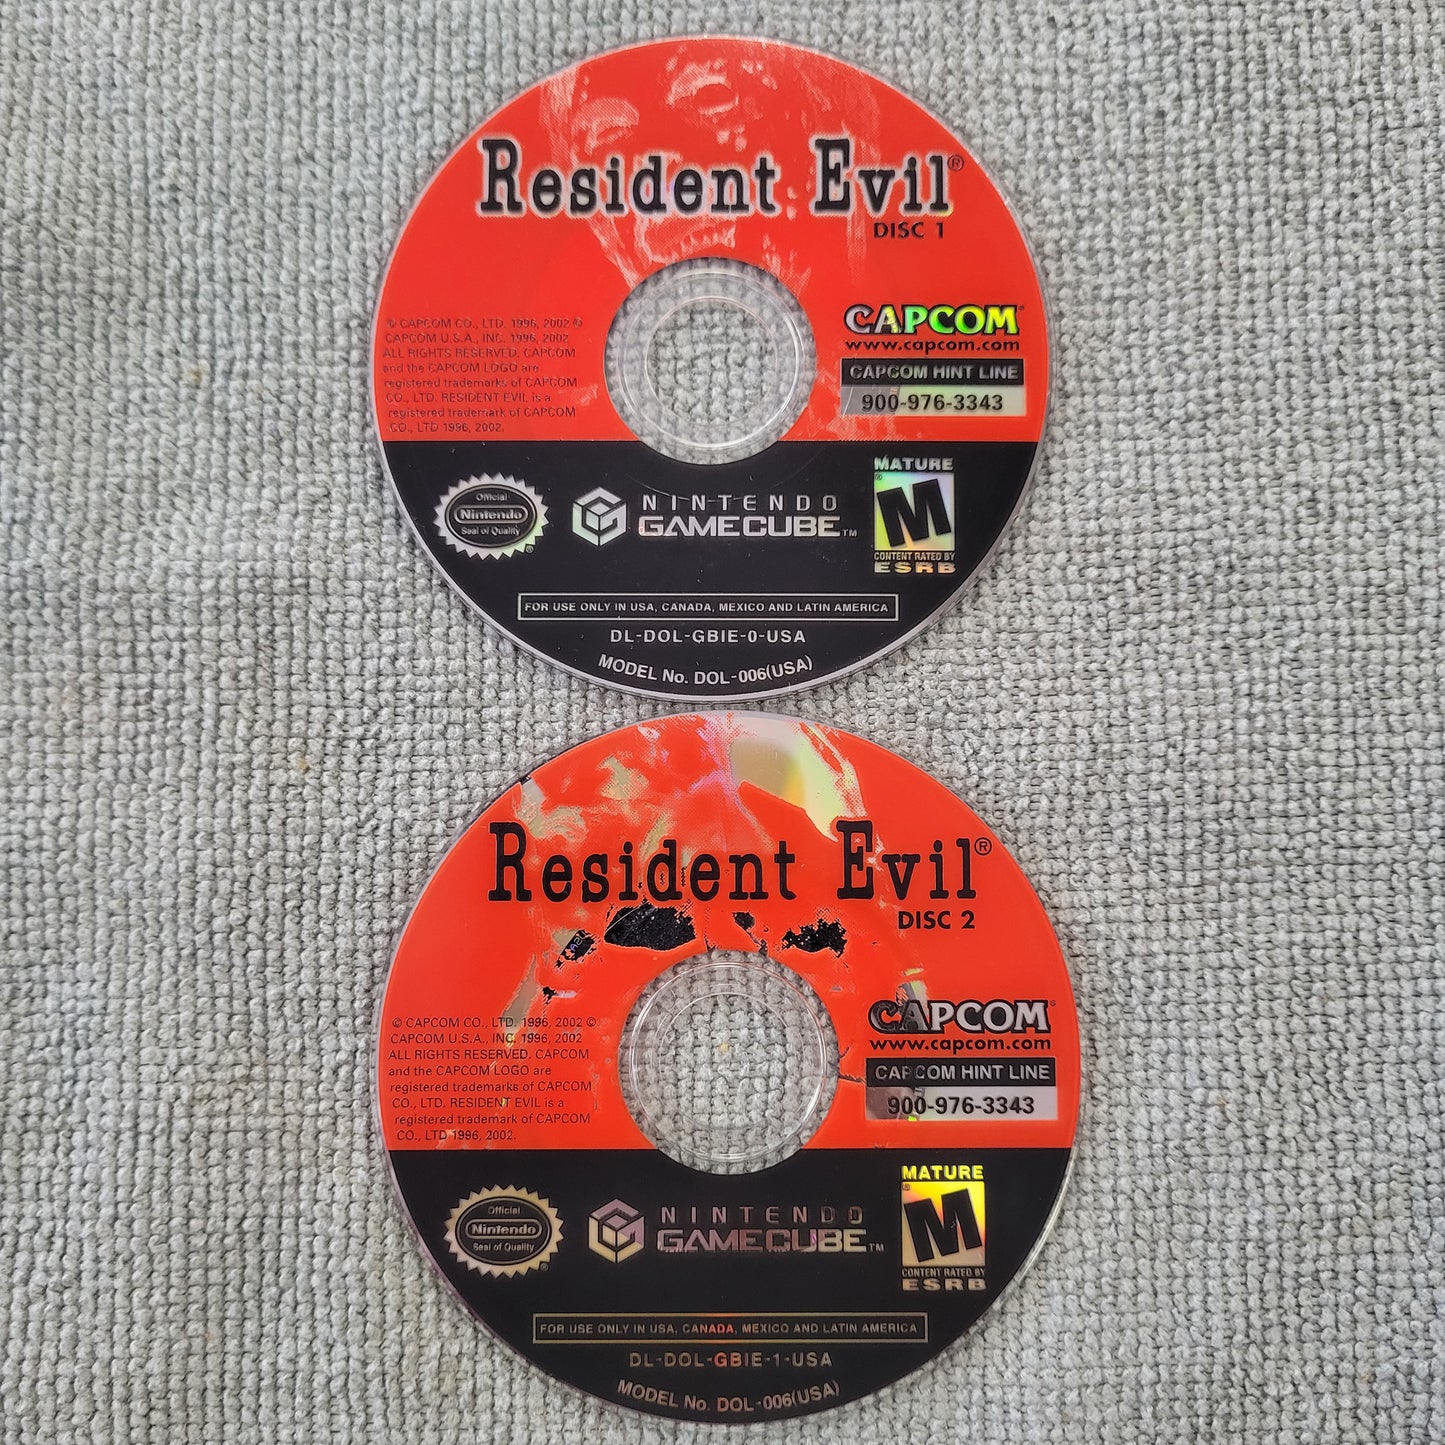 Resident Evil®
DISC 1
CAPCOM
www.capcom.com
CAPCOM HINT LINE
900-976-3343
© CAPCOM CO., LTD. 1996, 2002 ©
CAPCOM U.S.A., INC. 1996, 2002
ALL RIGHTS RESERVED. CAPCOM
and the CAPCOM LOGO are
registered trademarks of CAPCOM
CO., LTD. RESIDENT EVIL is a
registered trademark of CAPCOM
CO., LTD 1996, 2002.
Official
Nintendo
Seal of Quality
®
NINTENDO
GAMECUBE™
MATURE
®
M
CONTENT RATED BY
ESRB
FOR USE ONLY IN USA, CANADA, MEXICO AND LATIN AMERICA
DL-DOL-GBIE-0-USA
MODEL No. DOL-006(USA)
Resident Evil®
DISC 2
CAPCOM®
www.capcom.com
CAPCOM HINT LINE
900-976-3343
© CAPCOM CO., LTD. 1996, 2002 ©
CAPCOM U.S.A., INC. 1996, 2002
ALL RIGHTS RESERVED. CAPCOM
and the CAPCOM LOGO are
registered trademarks of CAPCOM
CO., LTD. RESIDENT EVIL is a
registered trademark of CAPCOM
CO., LTD 1996, 2002.
Official
Nintendo
Seal of Quality
®
NINTENDO
GAMECUBE™
MATURE
®
M
CONTENT RATED BY
ESRB
FOR USE ONLY IN USA, CANADA, MEXICO AND LATIN AMERICA
DL-DOL-GBIE-1-USA
MODEL No. DOL-006(USA)